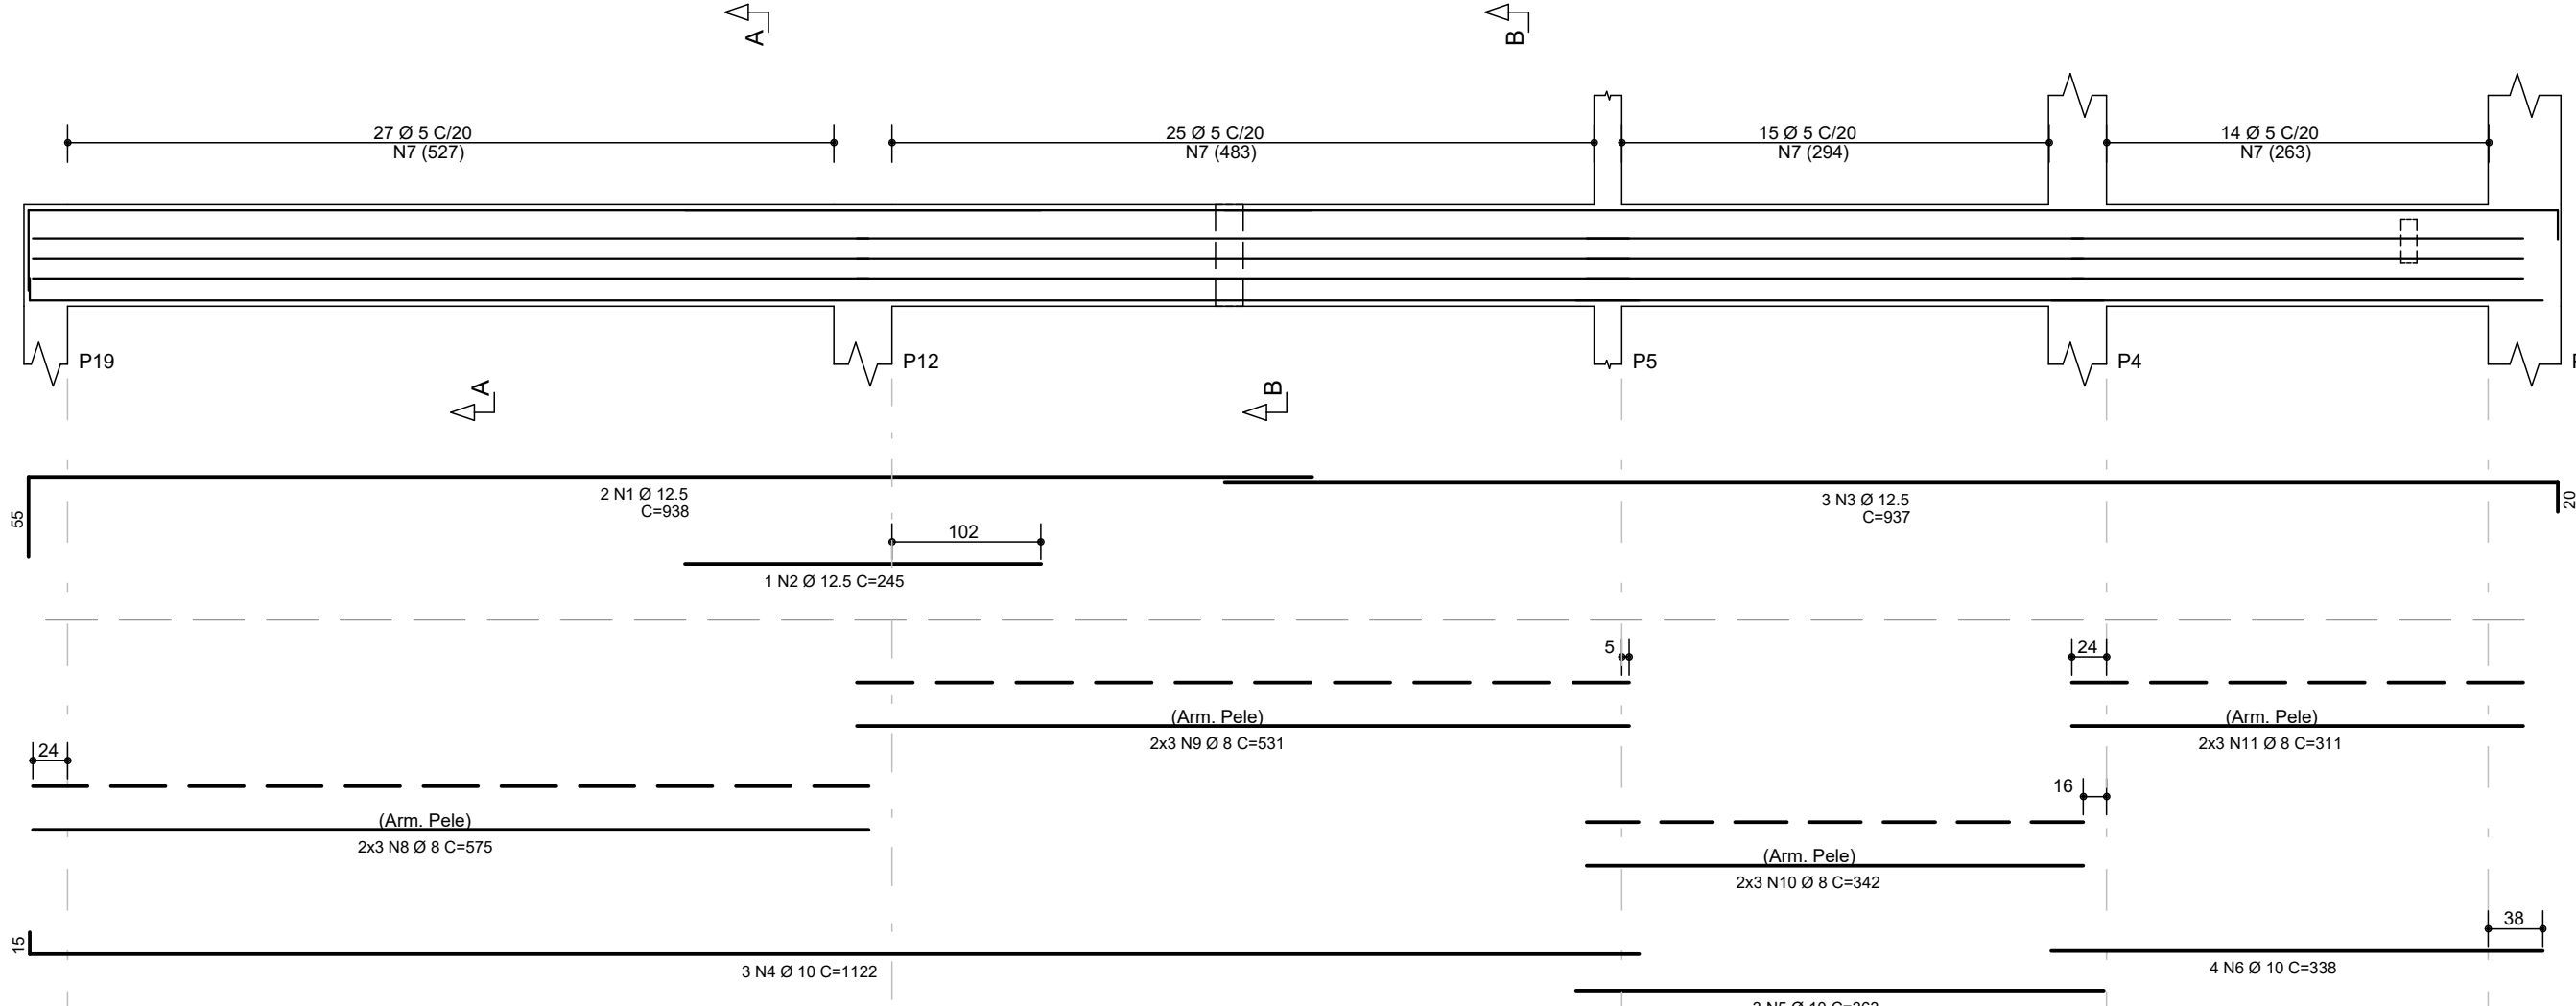 A
B
27 Ø 5 C/20
N7 (527)
25 Ø 5 C/20
N7 (483)
15 Ø 5 C/20
N7 (294)
14 Ø 5 C/20
N7 (263)
P19
P12
P5
P4
A
B
55
2 N1 Ø 12.5
C=938
3 N3 Ø 12.5
C=937
20
102
1 N2 Ø 12.5 C=245
5
24
(Arm. Pele)
2x3 N9 Ø 8 C=531
(Arm. Pele)
2x3 N11 Ø 8 C=311
24
16
(Arm. Pele)
2x3 N8 Ø 8 C=575
(Arm. Pele)
2x3 N10 Ø 8 C=342
15
38
3 N4 Ø 10 C=1122
4 N6 Ø 10 C=338